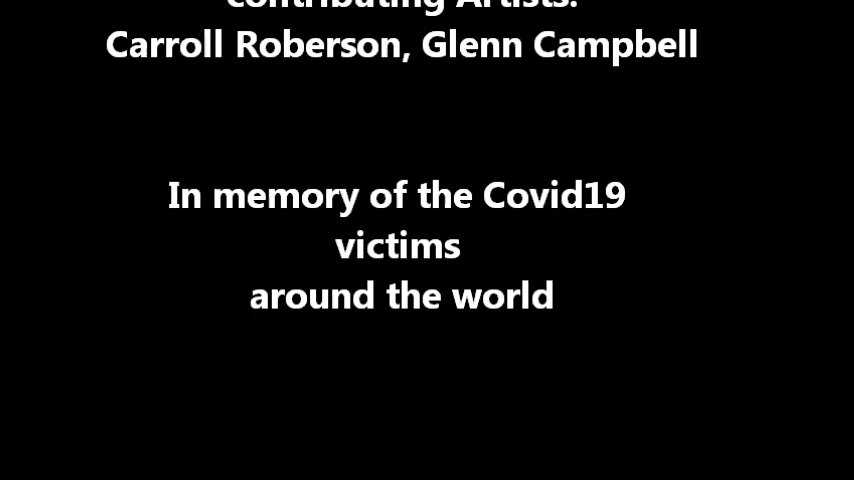 contributing Artists:
Carroll Roberson, Glenn Campbell
In memory of the Covid19
victims
around the world